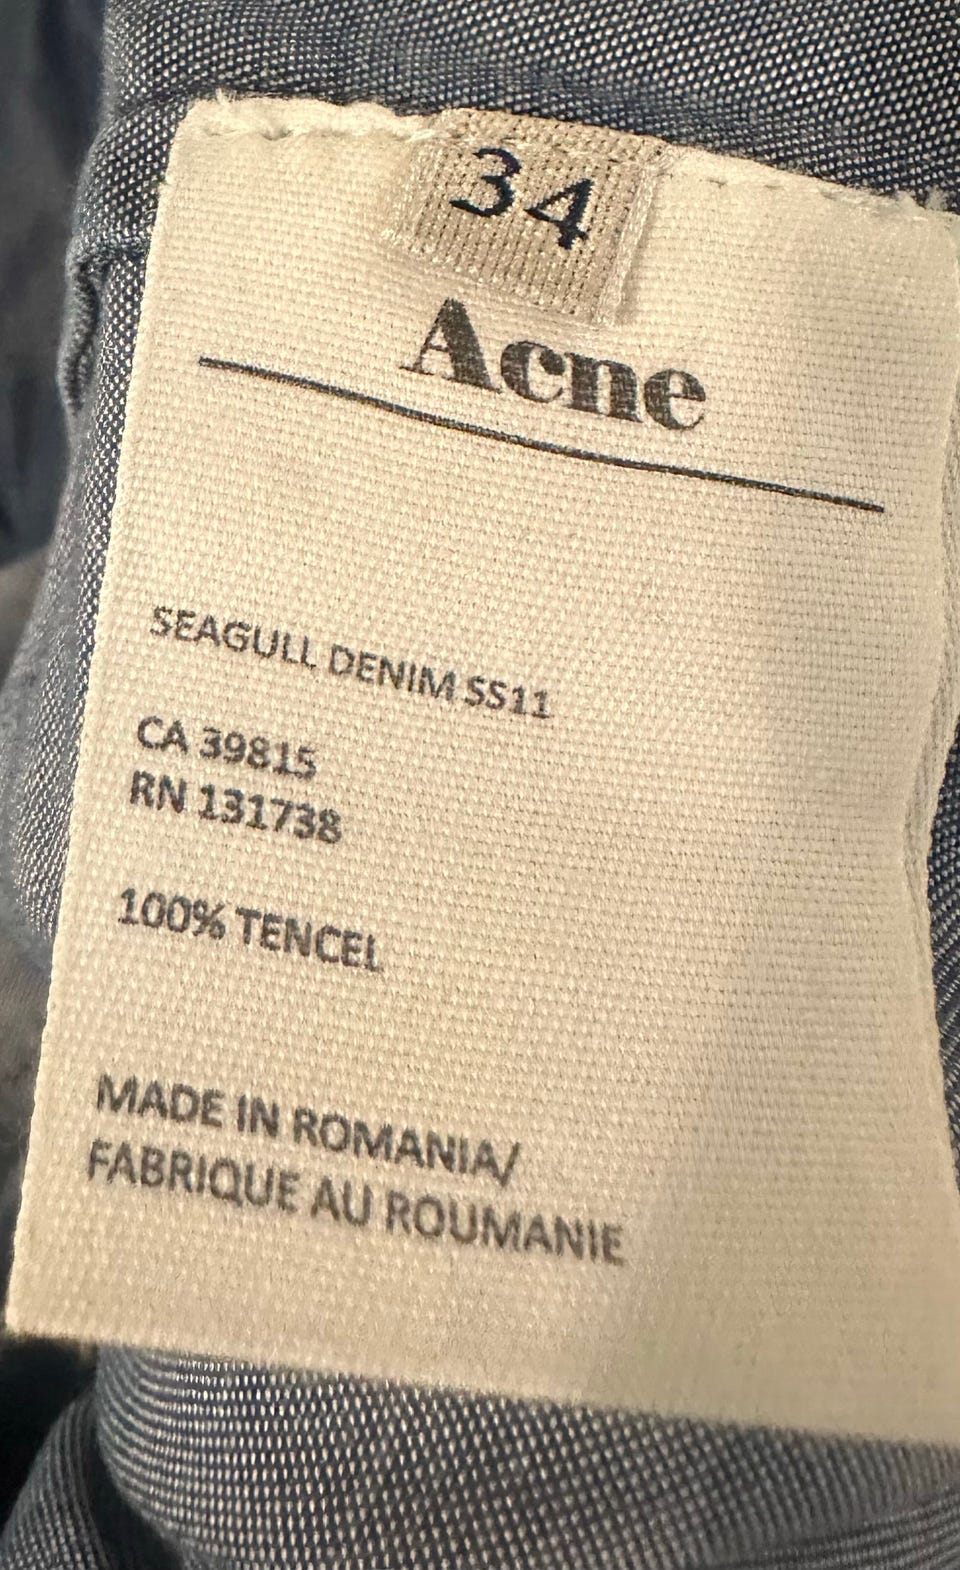 34
Acne
SEAGULL DENIM SS11
CA 39815
RN 131738
100% TENCEL
MADE IN ROMANIA/
FABRIQUE AU ROUMANIE